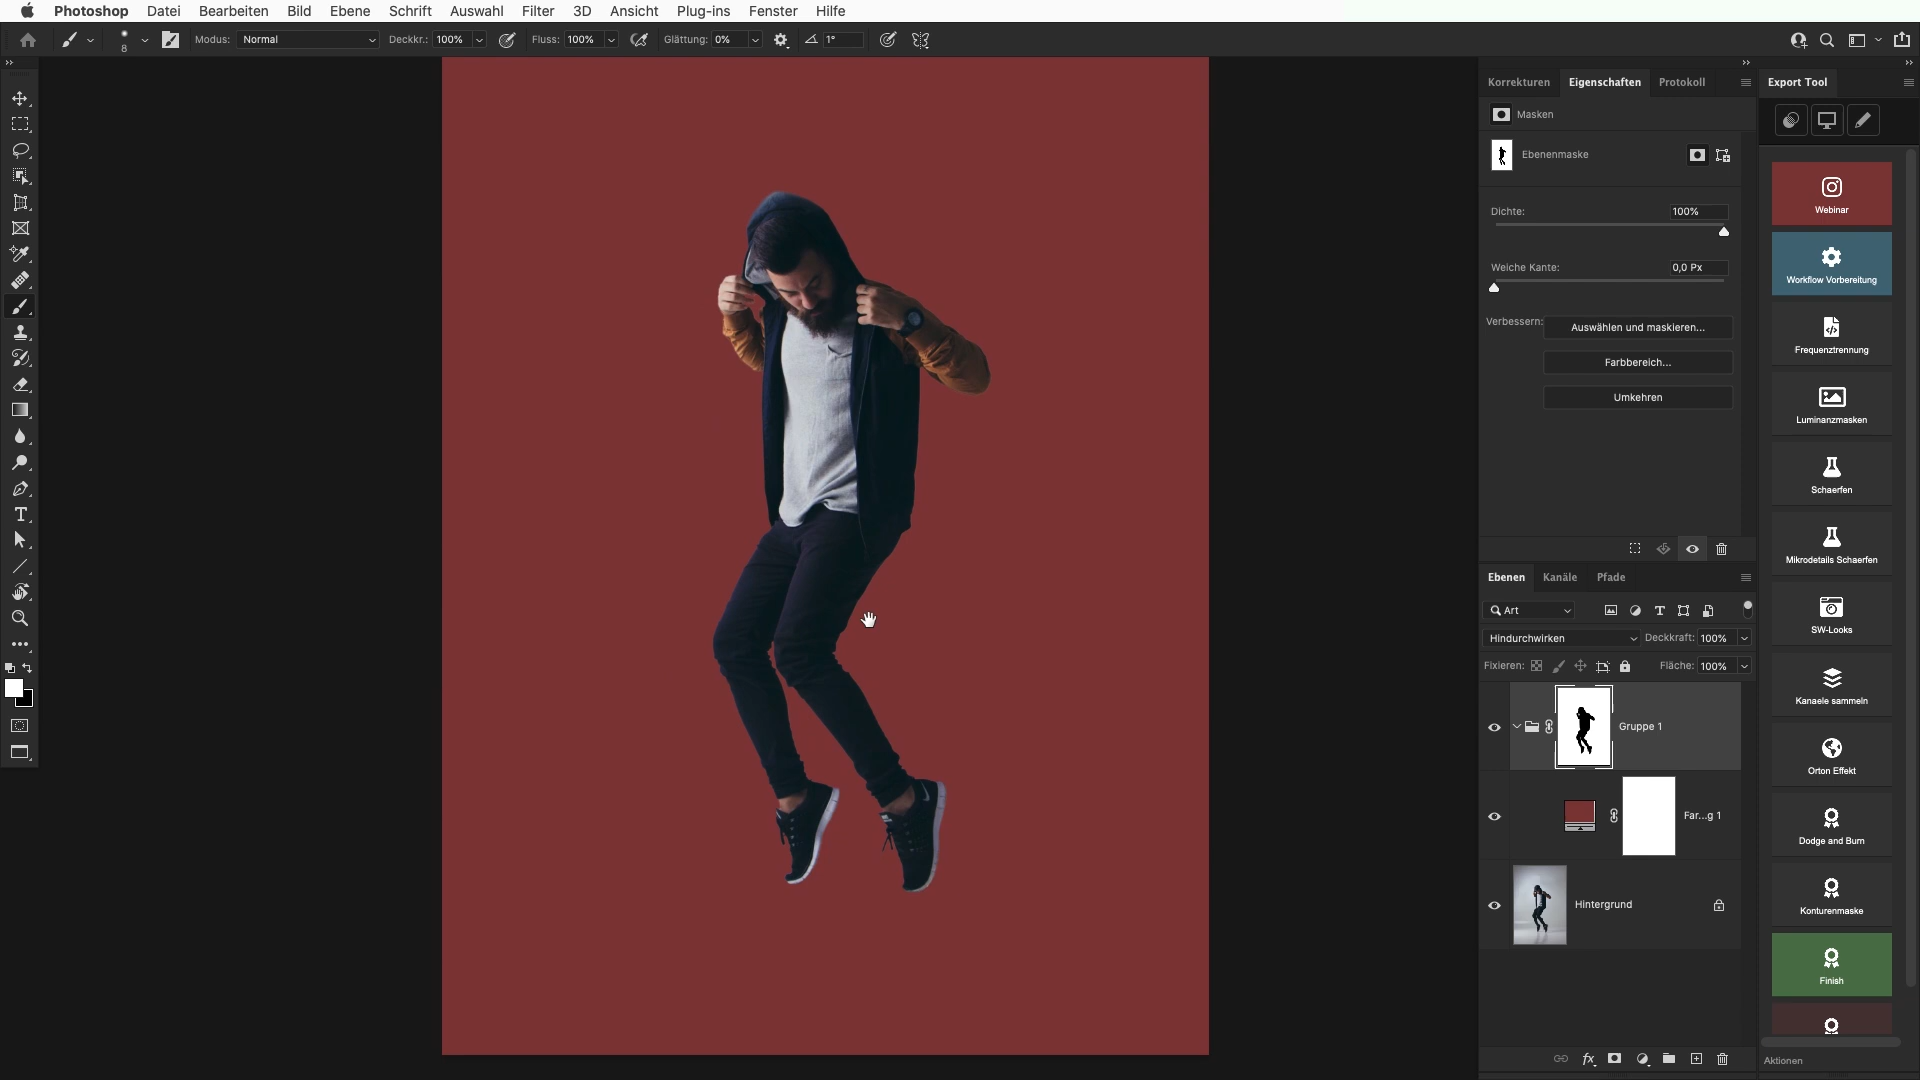 Photoshop Datei Bearbeiten Bild Ebene Schrift Auswahl Filter 3D Ansicht Plug-ins Fenster Hilfe
8 Modus: Normal Deckkr.: 100% Fluss: 100% Glättung: 0% 1°
Korrekturen Eigenschaften Protokoll
Masken
Ebenenmaske
Dichte: 100%
Weiche Kante: 0,0 Px
Verbessern: Auswählen und maskieren...
Farbbereich...
Umkehren
Ebenen Kanäle Pfade
Art
Hindurchwirken Deckkraft: 100%
Fixieren: Fläche: 100%
Gruppe 1
Far...g 1
Hintergrund
fx
Export Tool
Webinar
Workflow Vorbereitung
Frequenztrennung
Luminanzmasken
Schaerfen
Mikrodetails Schaerfen
SW-Looks
Kanaele sammeln
Orton Effekt
Dodge and Burn
Konturenmaske
Finish
Aktionen